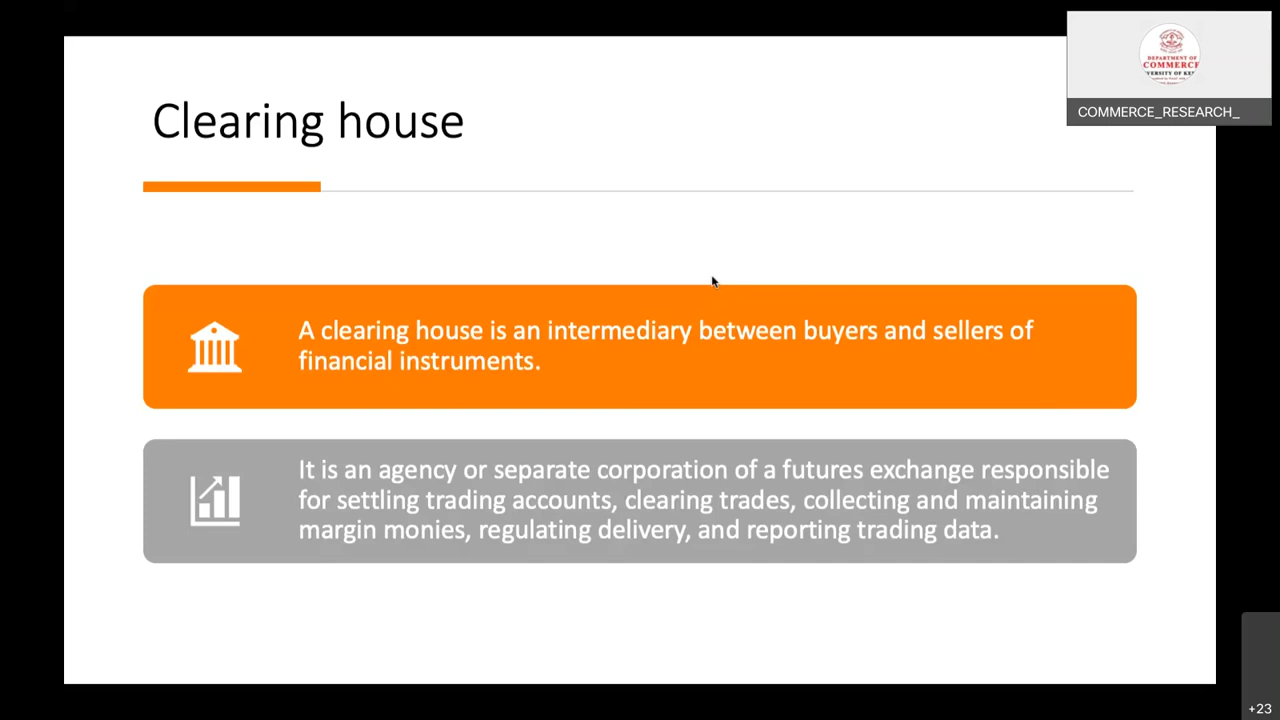 Clearing house
A clearing house is an intermediary between buyers and sellers of
financial instruments.
It is an agency or separate corporation of a futures exchange responsible
for settling trading accounts, clearing trades, collecting and maintaining
margin monies, regulating delivery, and reporting trading data.
DEPARTMENT OF
COMMERCE
COMMERCE_RESEARCH_
+23